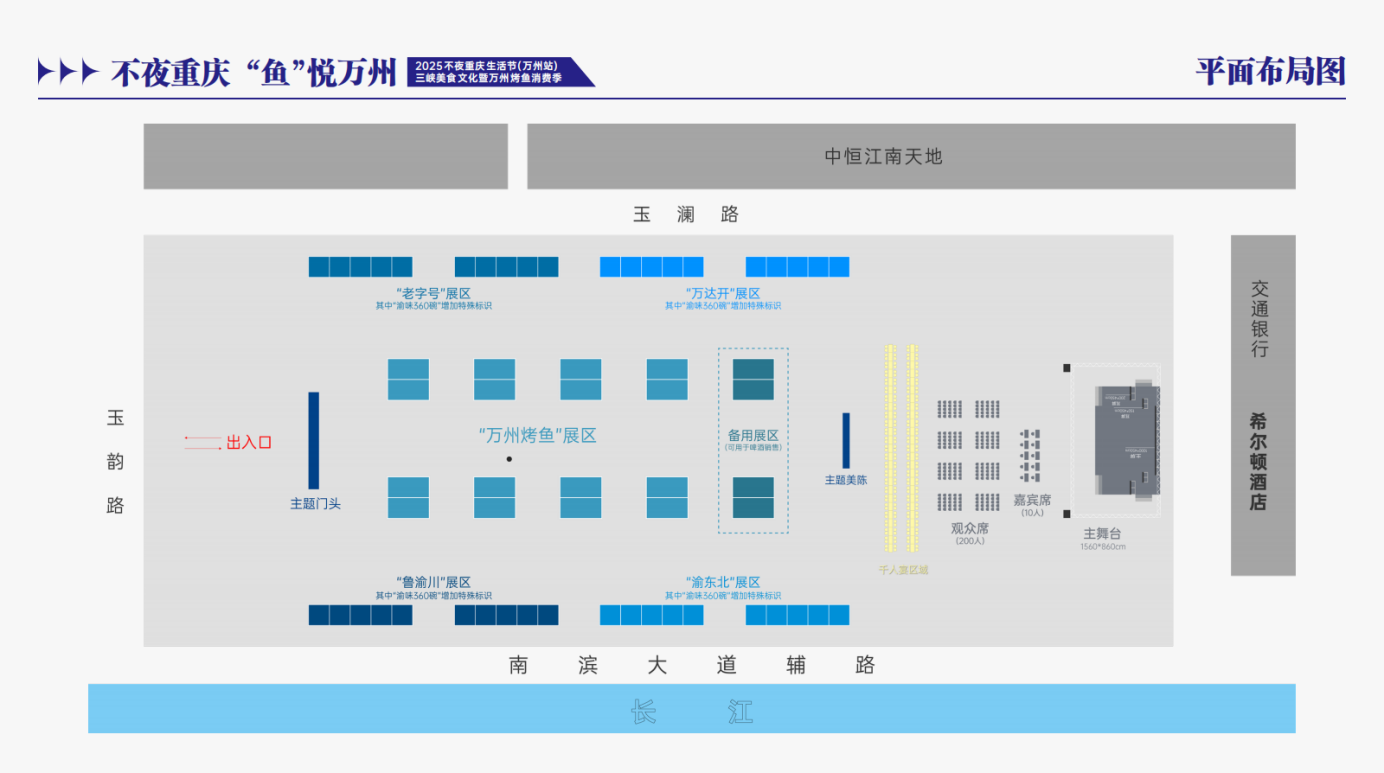 不夜重庆“鱼”悦万州
2025不夜重庆生活节(万州站)
三峡美食文化暨万州烤鱼消费季
平面布局图
中恒江南天地
玉澜路
“老字号”展区
其中“渝味360碗”增加特殊标识
“万达开”展区
其中“渝味360碗”增加特殊标识
交通银行
希尔顿酒店
玉韵路
出入口
主题门头
“万州烤鱼”展区
备用展区
(可用于啤酒销售)
主题美陈
观众席
(200人)
嘉宾席
(10人)
主舞台
1560*860cm
千人宴区域
“鲁渝川”展区
其中“渝味360碗”增加特殊标识
“渝东北”展区
其中“渝味360碗”增加特殊标识
南滨大道辅路
长江